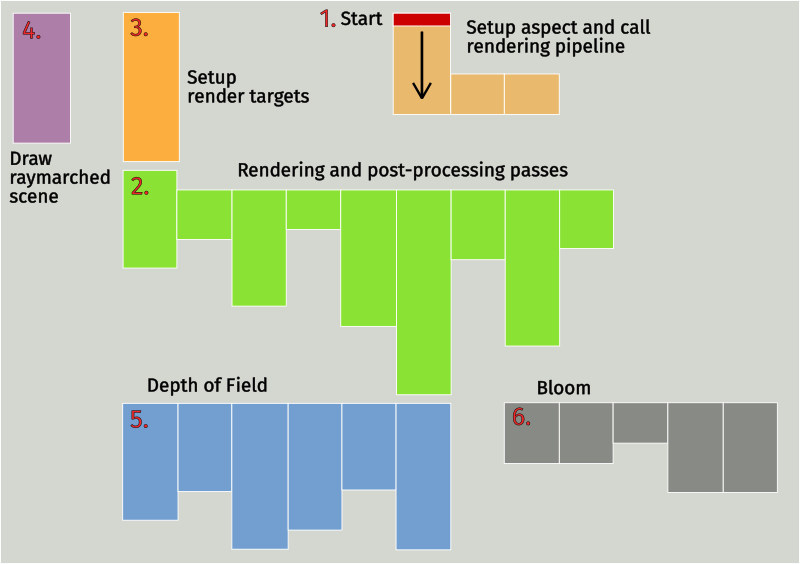 1. Start
Setup aspect and call
rendering pipeline
4.
3.
Setup
render targets
Draw
raymarched
scene
Rendering and post-processing passes
2.
Depth of Field
5.
Bloom
6.